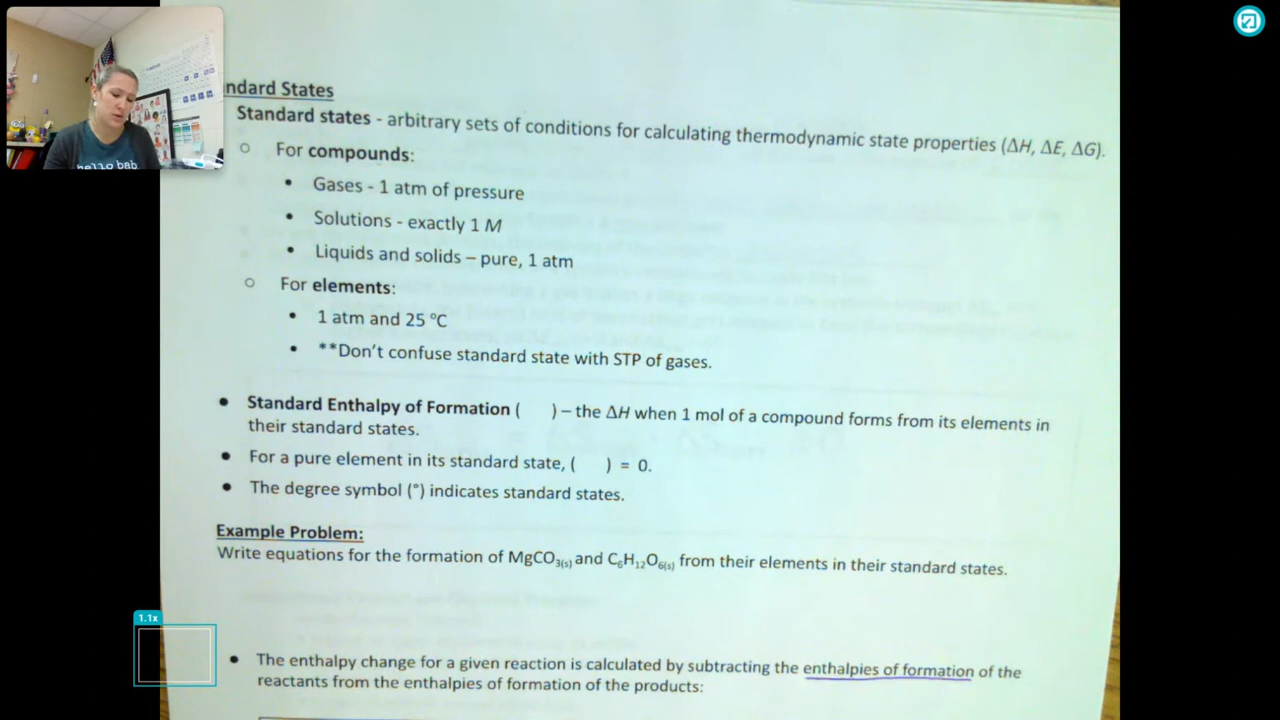 ndard States
Standard states - arbitrary sets of conditions for calculating thermodynamic state properties (ΔH, ΔE, ΔG).
For compounds:
Gases - 1 atm of pressure
Solutions - exactly 1 M
Liquids and solids – pure, 1 atm
For elements:
1 atm and 25 °C
**Don't confuse standard state with STP of gases.
Standard Enthalpy of Formation (   ) – the ΔH when 1 mol of a compound forms from its elements in
their standard states.
For a pure element in its standard state, (   ) = 0.
The degree symbol (°) indicates standard states.
Example Problem:
Write equations for the formation of MgCO3(s) and C6H12O6(s) from their elements in their standard states.
The enthalpy change for a given reaction is calculated by subtracting the enthalpies of formation of the
reactants from the enthalpies of formation of the products:
hello bab
1.1x